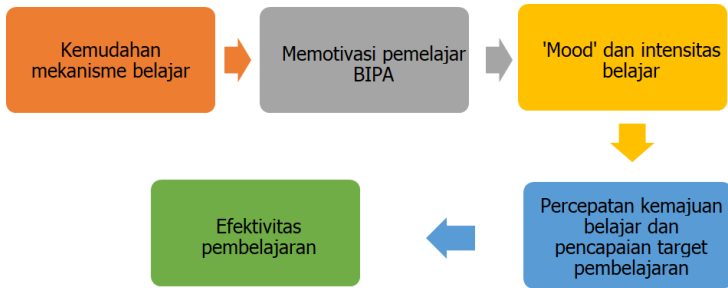 Kemudahan
mekanisme belajar
Memotivasi pemelajar
BIPA
'Mood' dan intensitas
belajar
Percepatan kemajuan
belajar dan
pencapaian target
pembelajaran
Efektivitas
pembelajaran